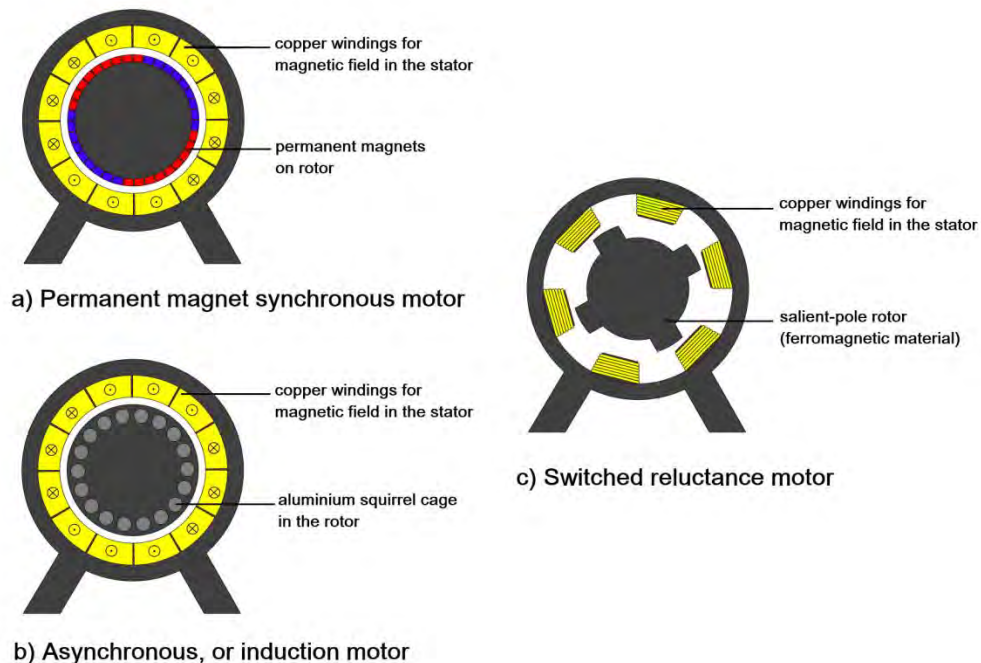 copper windings for
magnetic field in the stator
permanent magnets
on rotor
a) Permanent magnet synchronous motor
copper windings for
magnetic field in the stator
aluminium squirrel cage
in the rotor
b) Asynchronous, or induction motor
copper windings for
magnetic field in the stator
salient-pole rotor
(ferromagnetic material)
c) Switched reluctance motor